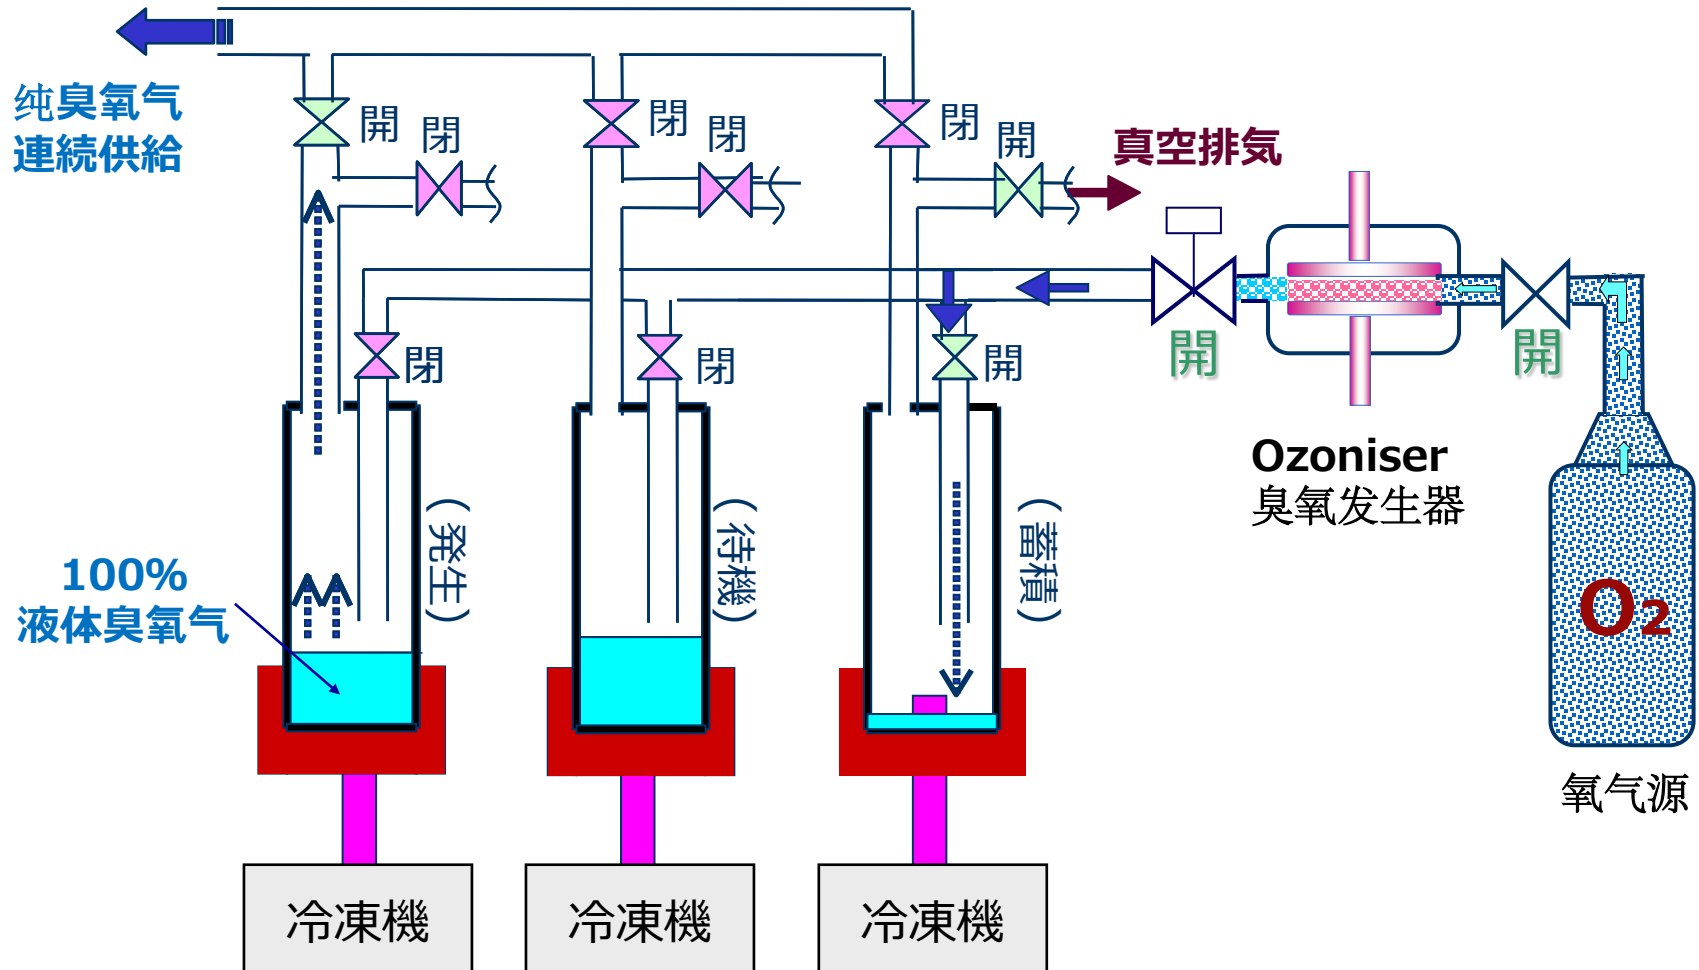 纯臭氧气
連続供給
開
閉
閉
閉
閉
開
真空排気
閉
閉
開
開
開
Ozoniser
臭氧发生器
(発生)
(待機)
(蓄積)
100%
液体臭氧气
O₂
氧气源
冷凍機
冷凍機
冷凍機